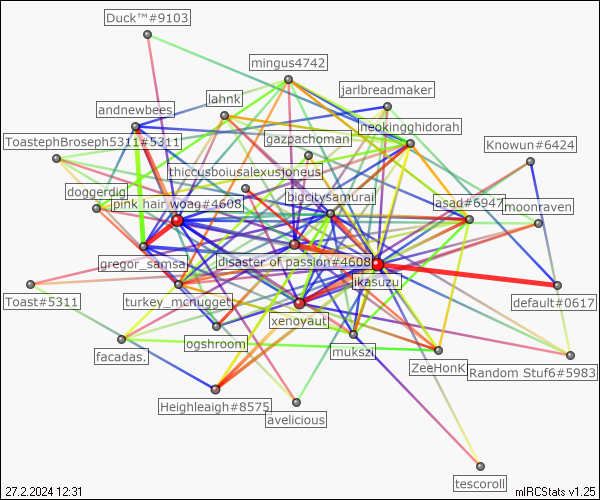 Duck™#9103
mingus4742
jarlbreadmaker
lahnk
andnewbees
neokingghidorah
gazpachoman
ToastephBroseph5311#5311
Knowun#6424
thiccusboiusalexusjoneus
doggerdig
bigcitysamurai
pink hair woag#4608
asad#6947
moonraven
gregor_samsa
disaster of passion#4608
ikasuzu
Toast#5311
turkey_mcnugget
default#0617
xenoyaut
ogshroom
mukszi
facadas.
ZeeHonK
Random Stuf6#5983
Heighleigh#8575
avelicious
tescoroll
27.2.2024 12:31
mIRCStats v1.25